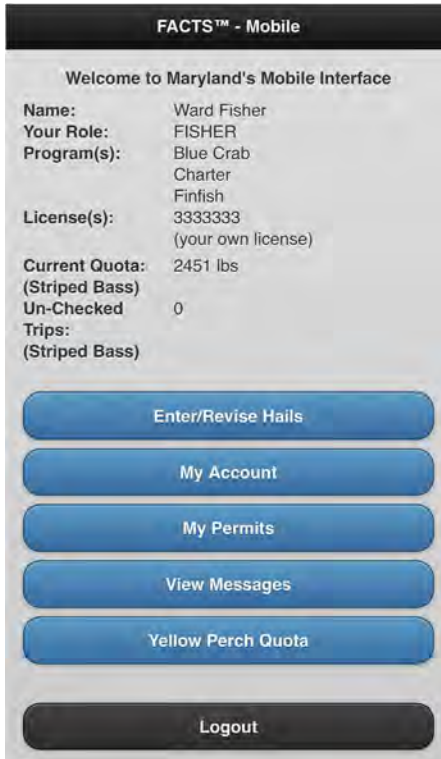 FACTS™ - Mobile
Welcome to Maryland's Mobile Interface
Name: Ward Fisher
Your Role: FISHER
Program(s): Blue Crab
Charter
Finfish
License(s): 3333333
(your own license)
Current Quota: 2451 lbs
(Striped Bass)
Un-Checked 0
Trips:
(Striped Bass)
Enter/Revise Hails
My Account
My Permits
View Messages
Yellow Perch Quota
Logout